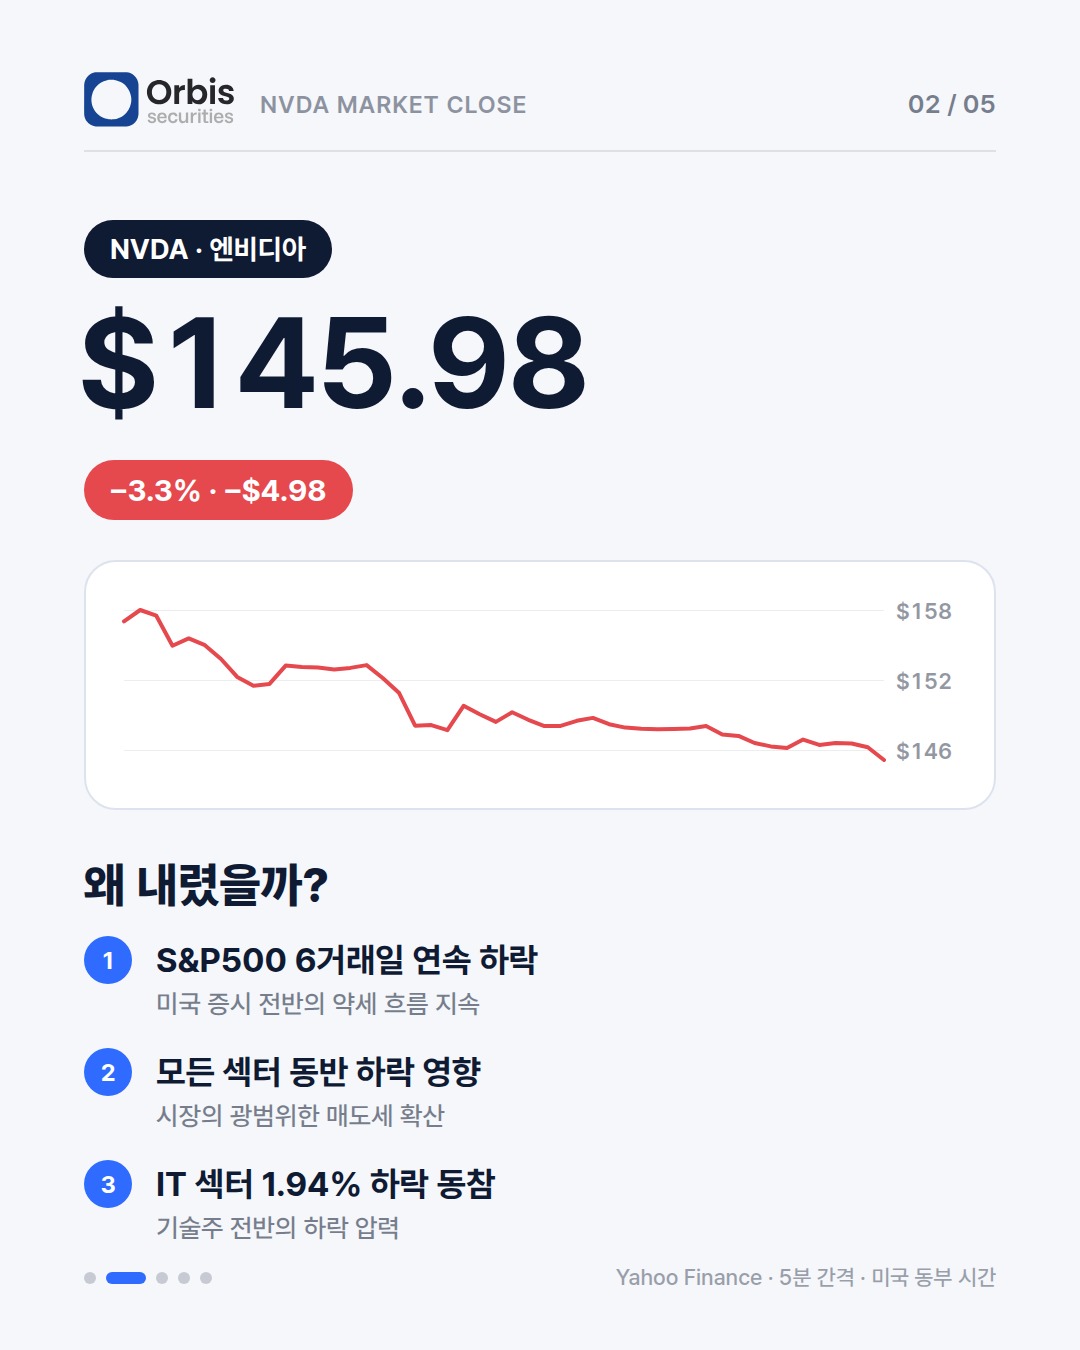 Orbis
securities
NVDA MARKET CLOSE
02 / 05
NVDA · 엔비디아
$145.98
−3.3% · −$4.98
$158
$152
$146
왜 내렸을까?
1
S&P500 6거래일 연속 하락
미국 증시 전반의 약세 흐름 지속
2
모든 섹터 동반 하락 영향
시장의 광범위한 매도세 확산
3
IT 섹터 1.94% 하락 동참
기술주 전반의 하락 압력
Yahoo Finance · 5분 간격 · 미국 동부 시간